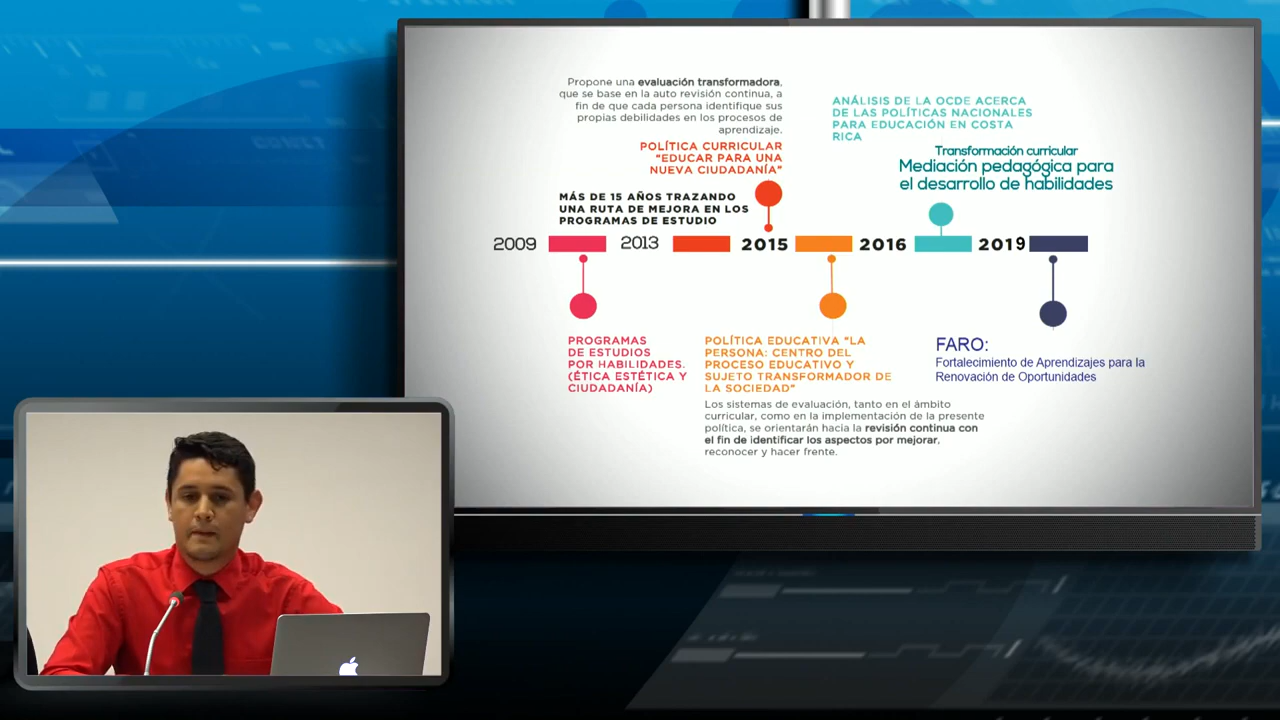 Propone una evaluación transformadora,
que se base en la auto revisión continua, a
fin de que cada persona identifique sus
propias debilidades en los procesos de
aprendizaje.
POLÍTICA CURRICULAR
"EDUCAR PARA UNA
NUEVA CIUDADANÍA"
ANÁLISIS DE LA OCDE ACERCA
DE LAS POLÍTICAS NACIONALES
PARA EDUCACIÓN EN COSTA
RICA
Transformación curricular
Mediación pedagógica para
el desarrollo de habilidades
MÁS DE 15 AÑOS TRAZANDO
UNA RUTA DE MEJORA EN LOS
PROGRAMAS DE ESTUDIO
2009 2013 2015 2016 2019
PROGRAMAS
DE ESTUDIOS
POR HABILIDADES.
(ÉTICA ESTÉTICA Y
CIUDADANÍA)
POLÍTICA EDUCATIVA "LA
PERSONA: CENTRO DEL
PROCESO EDUCATIVO Y
SUJETO TRANSFORMADOR DE
LA SOCIEDAD"
Los sistemas de evaluación, tanto en el ámbito
curricular, como en la implementación de la presente
política, se orientarán hacia la revisión continua con
el fin de identificar los aspectos por mejorar,
reconocer y hacer frente.
FARO:
Fortalecimiento de Aprendizajes para la
Renovación de Oportunidades